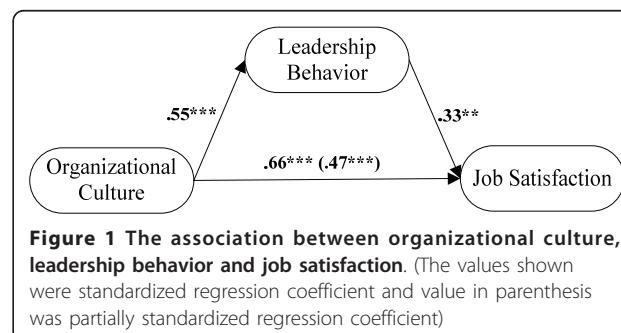 Leadership
Behavior
.55***
.33**
.66*** (.47***)
Organizational
Culture
Job Satisfaction
Figure 1 The association between organizational culture,
leadership behavior and job satisfaction. (The values shown
were standardized regression coefficient and value in parenthesis
was partially standardized regression coefficient)